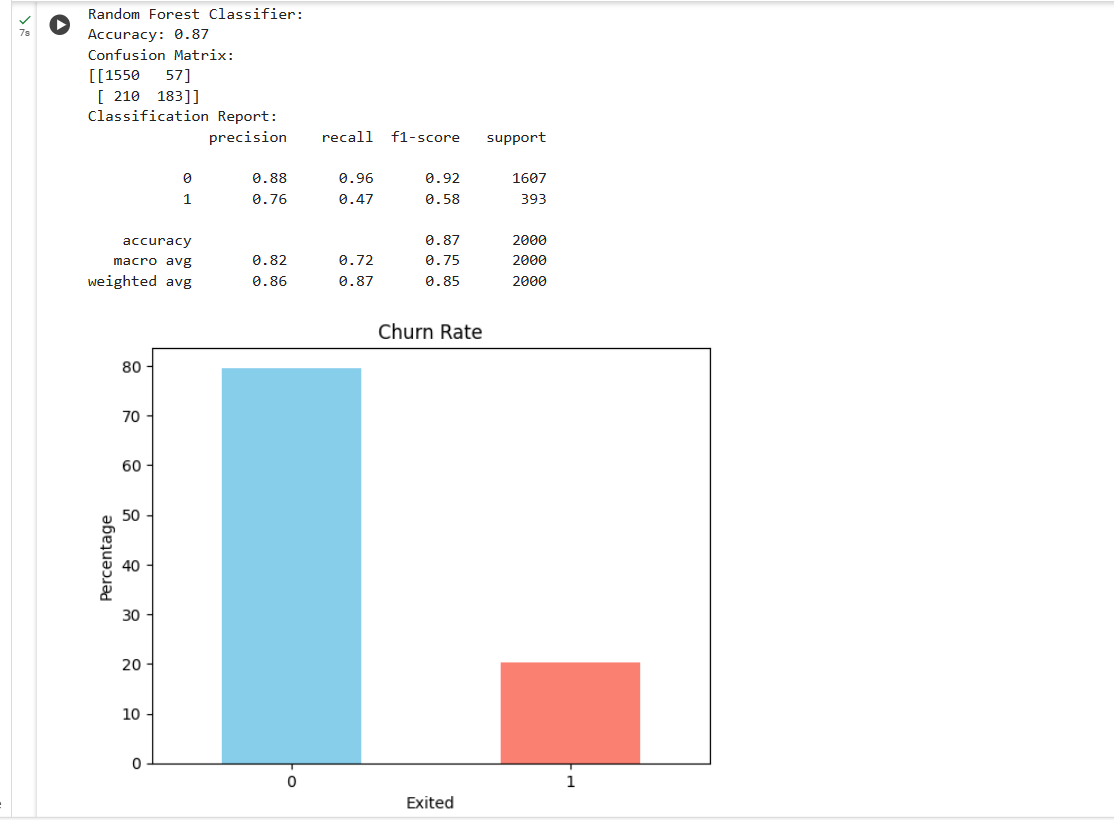 7s
Random Forest Classifier:
Accuracy: 0.87
Confusion Matrix:
[[1550   57]
 [ 210  183]]
Classification Report:
              precision    recall  f1-score   support

           0       0.88      0.96      0.92      1607
           1       0.76      0.47      0.58       393

    accuracy                           0.87      2000
   macro avg       0.82      0.72      0.75      2000
weighted avg       0.86      0.87      0.85      2000
Churn Rate
Percentage
80
70
60
50
40
30
20
10
0
0 1
Exited